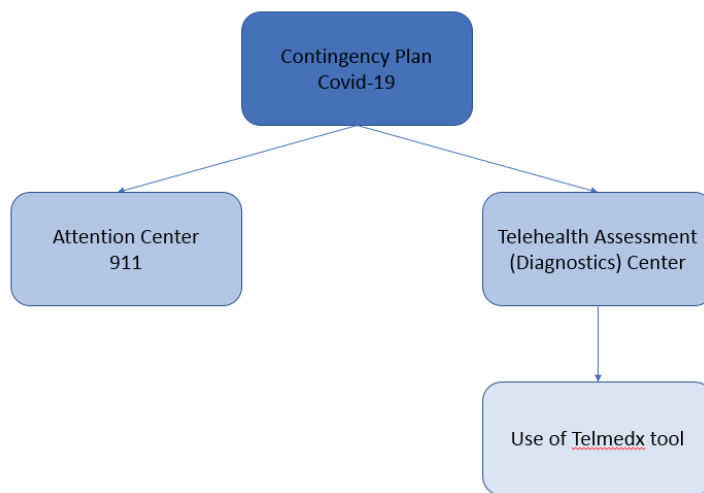 Contingency Plan
Covid-19
Attention Center
911
Telehealth Assessment
(Diagnostics) Center
Use of Telmedx tool